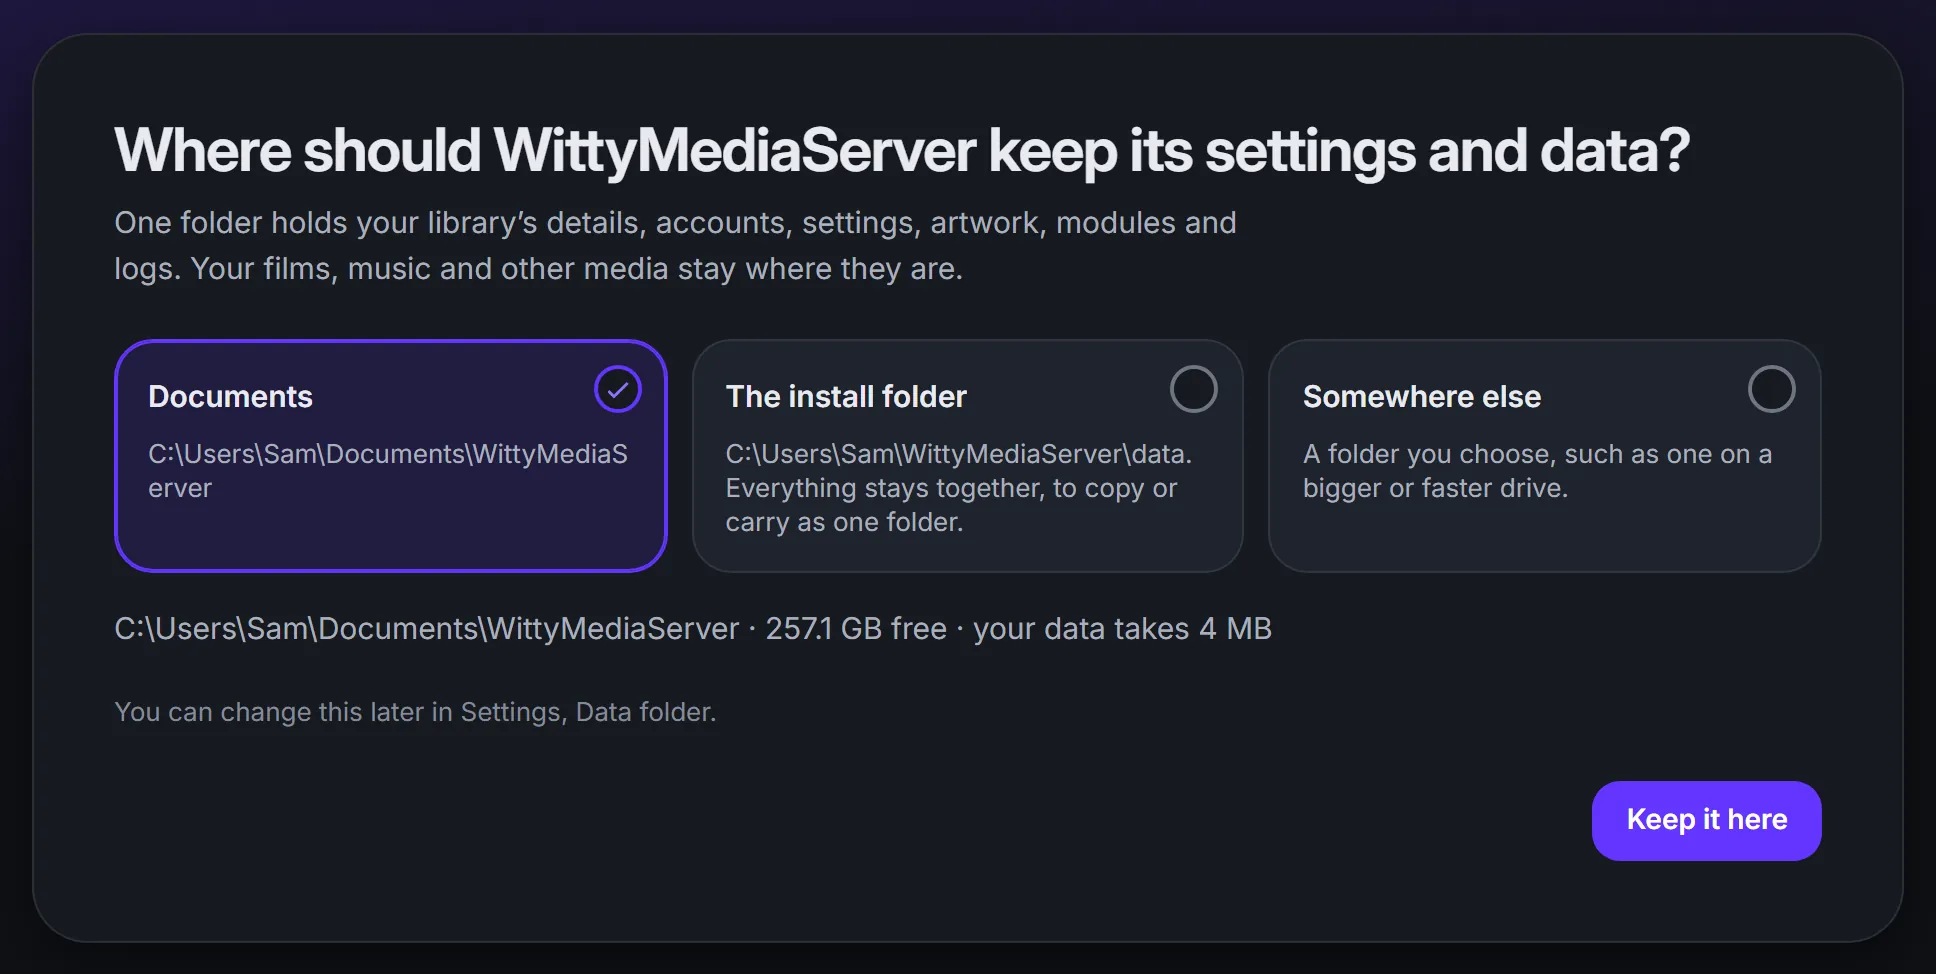 Where should WittyMediaServer keep its settings and data?
One folder holds your library’s details, accounts, settings, artwork, modules and
logs. Your films, music and other media stay where they are.
Documents
C:\Users\Sam\Documents\WittyMediaS
erver
The install folder
C:\Users\Sam\WittyMediaServer\data.
Everything stays together, to copy or
carry as one folder.
Somewhere else
A folder you choose, such as one on a
bigger or faster drive.
C:\Users\Sam\Documents\WittyMediaServer · 257.1 GB free · your data takes 4 MB
You can change this later in Settings, Data folder.
Keep it here